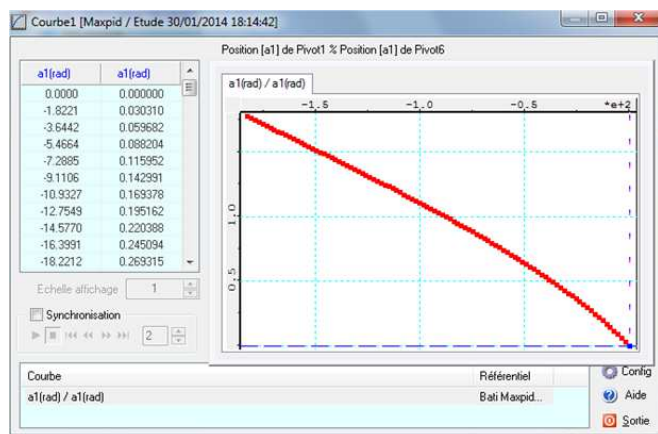 Courbe1 [Maxpid / Etude 30/01/2014 18:14:42]
Position [a1] de Pivot1 % Position [a1] de Pivot6
a1(rad) a1(rad)
0.0000 0.000000
-1.8221 0.030310
-3.6442 0.059682
-5.4664 0.088204
-7.2885 0.115952
-9.1106 0.142991
-10.9327 0.169378
-12.7549 0.195162
-14.5770 0.220388
-16.3991 0.245094
-18.2212 0.269315
a1(rad) / a1(rad)
-1.5 -1.0 -0.5 *e+2
1.0
0.5
Echelle affichage 1
Synchronisation
2
Courbe Référentiel
a1(rad) / a1(rad) Bati Maxpid...
Config
Aide
Sortie